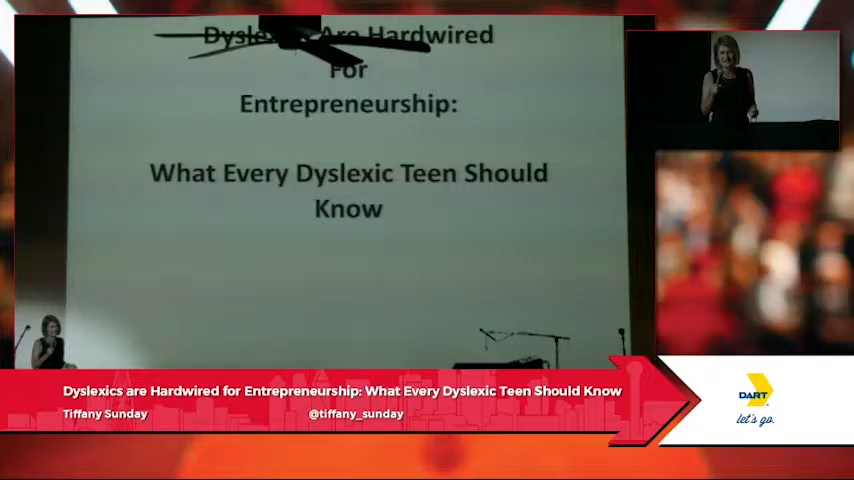 Dyslexics Are Hardwired
For
Entrepreneurship:
What Every Dyslexic Teen Should
Know
Dyslexics are Hardwired for Entrepreneurship: What Every Dyslexic Teen Should Know
Tiffany Sunday
@tiffany_sunday
DART
let's go.